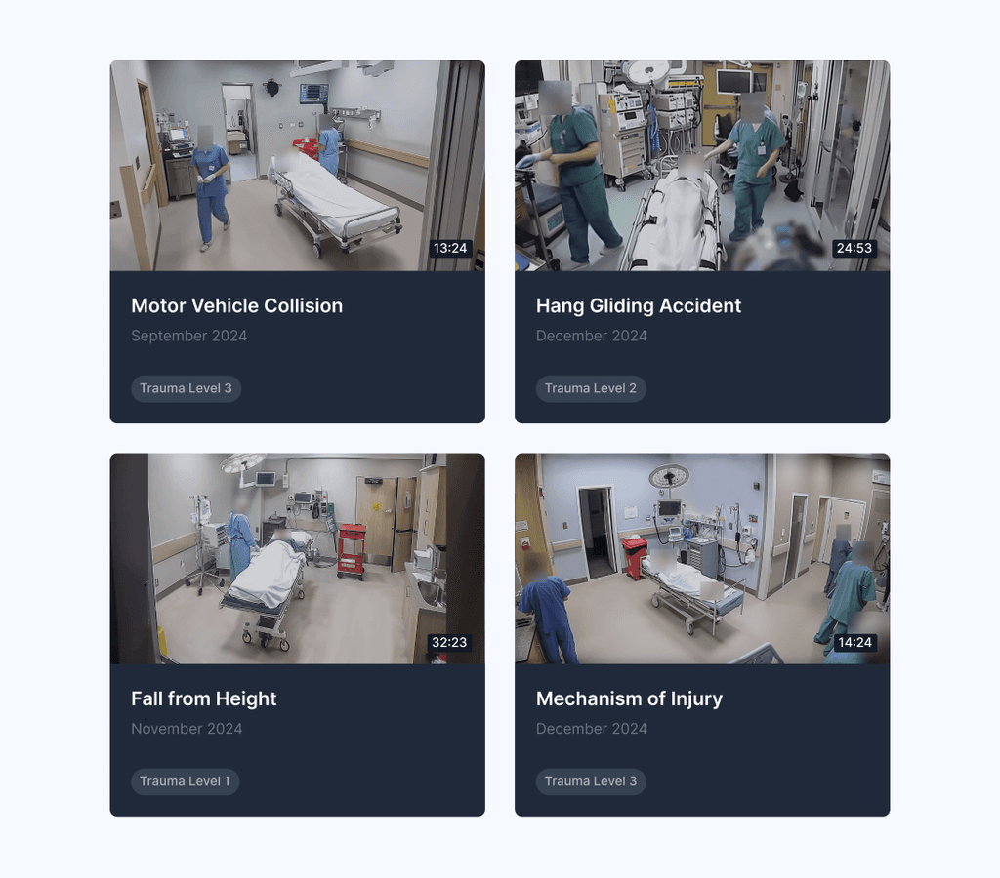 13:24
24:53
Motor Vehicle Collision
September 2024
Trauma Level 3
Hang Gliding Accident
December 2024
Trauma Level 2
32:23
14:24
Fall from Height
November 2024
Trauma Level 1
Mechanism of Injury
December 2024
Trauma Level 3